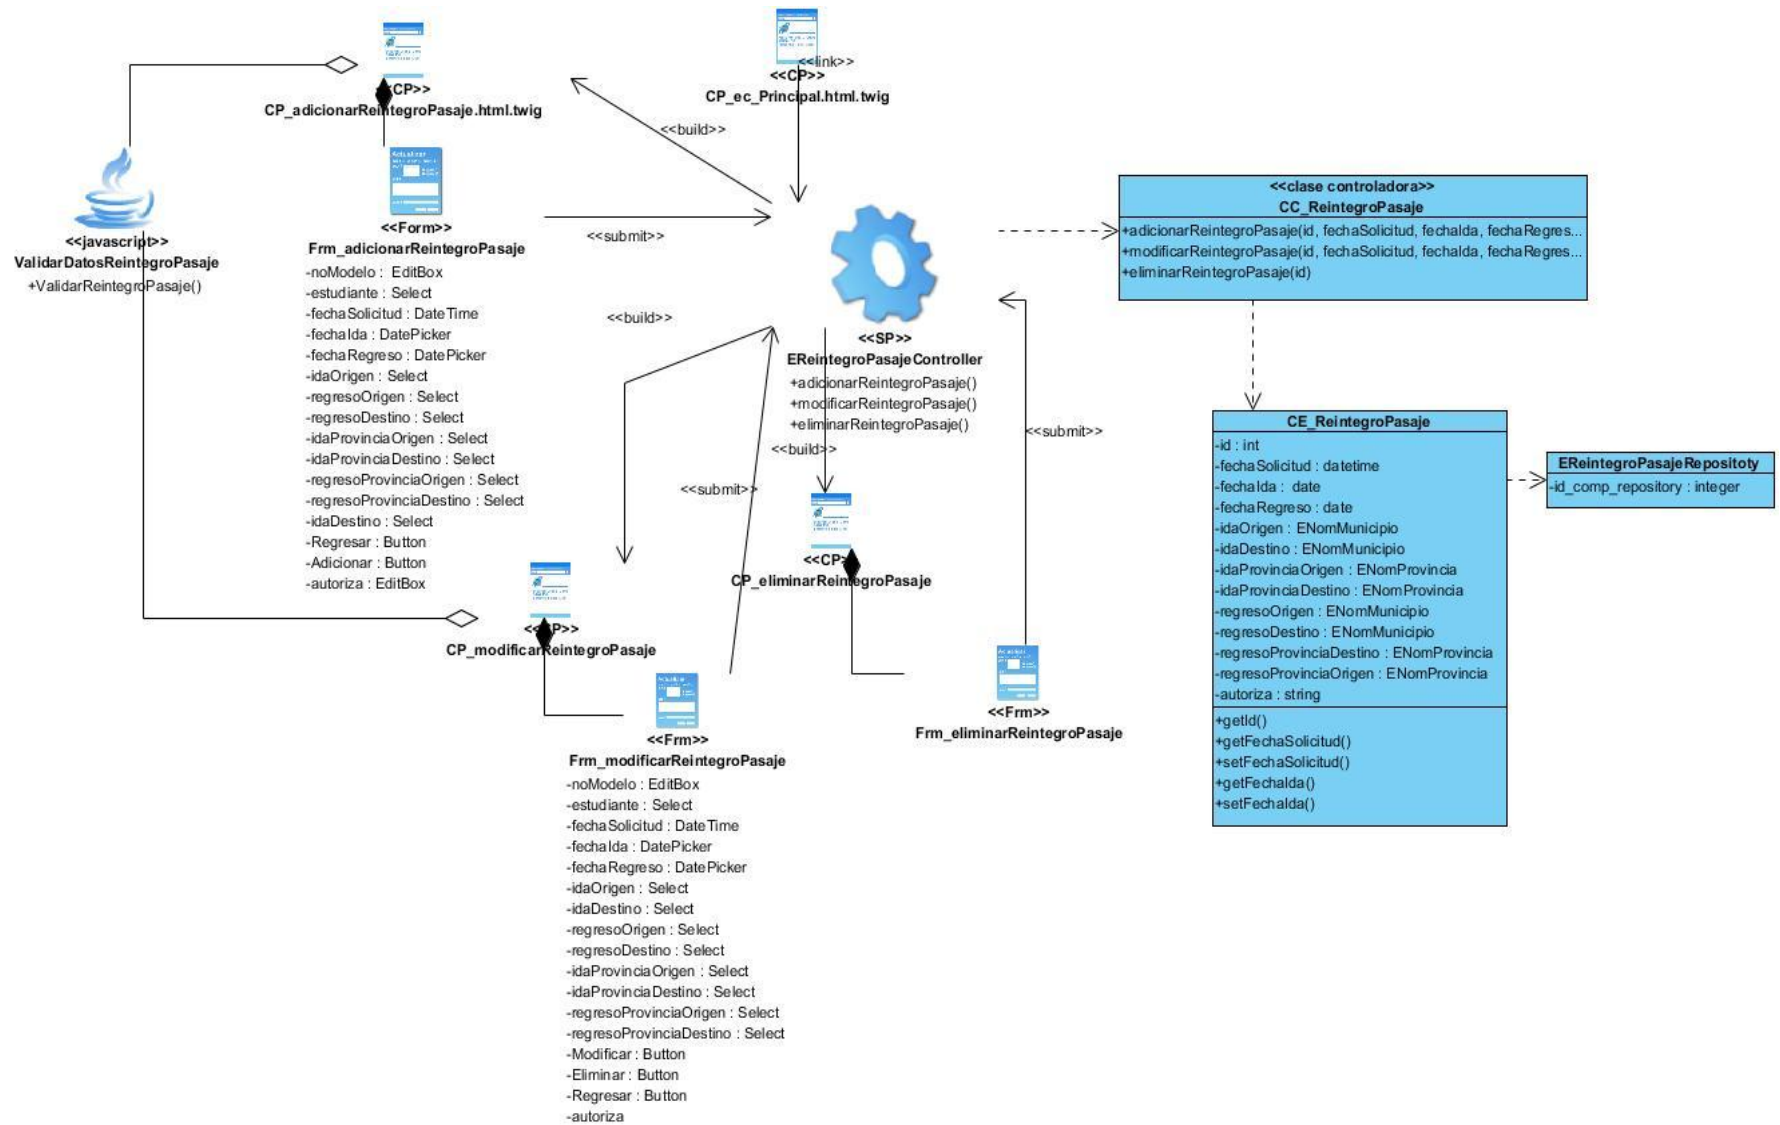 <<CP>>
CP_adicionarReintegroPasaje.html.twig
<<link>>
<<CP>>
CP_ec_Principal.html.twig
<<build>>
<<javascript>>
ValidarDatosReintegroPasaje
+ValidarReintegroPasaje()
Actualizar
<<Form>>
Frm_adicionarReintegroPasaje
-noModelo : EditBox
-estudiante : Select
-fechaSolicitud : DateTime
-fechaIda : DatePicker
-fechaRegreso : DatePicker
-idaOrigen : Select
-regresoOrigen : Select
-regresoDestino : Select
-idaProvinciaOrigen : Select
-idaProvinciaDestino : Select
-regresoProvinciaOrigen : Select
-regresoProvinciaDestino : Select
-idaDestino : Select
-Regresar : Button
-Adicionar : Button
-autoriza : EditBox
<<submit>>
<<build>>
<<SP>>
EReintegroPasajeController
+adicionarReintegroPasaje()
+modificarReintegroPasaje()
+eliminarReintegroPasaje()
<<build>>
<<submit>>
<<submit>>
<<clase controladora>>
CC_ReintegroPasaje
+adicionarReintegroPasaje(id, fechaSolicitud, fechaIda, fechaRegres...
+modificarReintegroPasaje(id, fechaSolicitud, fechaIda, fechaRegres...
+eliminarReintegroPasaje(id)
CE_ReintegroPasaje
-id : int
-fechaSolicitud : datetime
-fechaIda : date
-fechaRegreso : date
-idaOrigen : ENomMunicipio
-idaDestino : ENomMunicipio
-idaProvinciaOrigen : ENomProvincia
-idaProvinciaDestino : ENomProvincia
-regresoOrigen : ENomMunicipio
-regresoDestino : ENomMunicipio
-regresoProvinciaDestino : ENomProvincia
-regresoProvinciaOrigen : ENomProvincia
-autoriza : string
+getId()
+getFechaSolicitud()
+setFechaSolicitud()
+getFechaIda()
+setFechaIda()
EReintegroPasajeRepositoty
-id_comp_repository : integer
<<CP>>
CP_eliminarReintegroPasaje
<<SP>>
CP_modificarReintegroPasaje
<<Frm>>
Frm_eliminarReintegroPasaje
<<Frm>>
Frm_modificarReintegroPasaje
-noModelo : EditBox
-estudiante : Select
-fechaSolicitud : DateTime
-fechaIda : DatePicker
-fechaRegreso : DatePicker
-idaOrigen : Select
-idaDestino : Select
-regresoOrigen : Select
-regresoDestino : Select
-idaProvinciaOrigen : Select
-idaProvinciaDestino : Select
-regresoProvinciaOrigen : Select
-regresoProvinciaDestino : Select
-Modificar : Button
-Eliminar : Button
-Regresar : Button
-autoriza